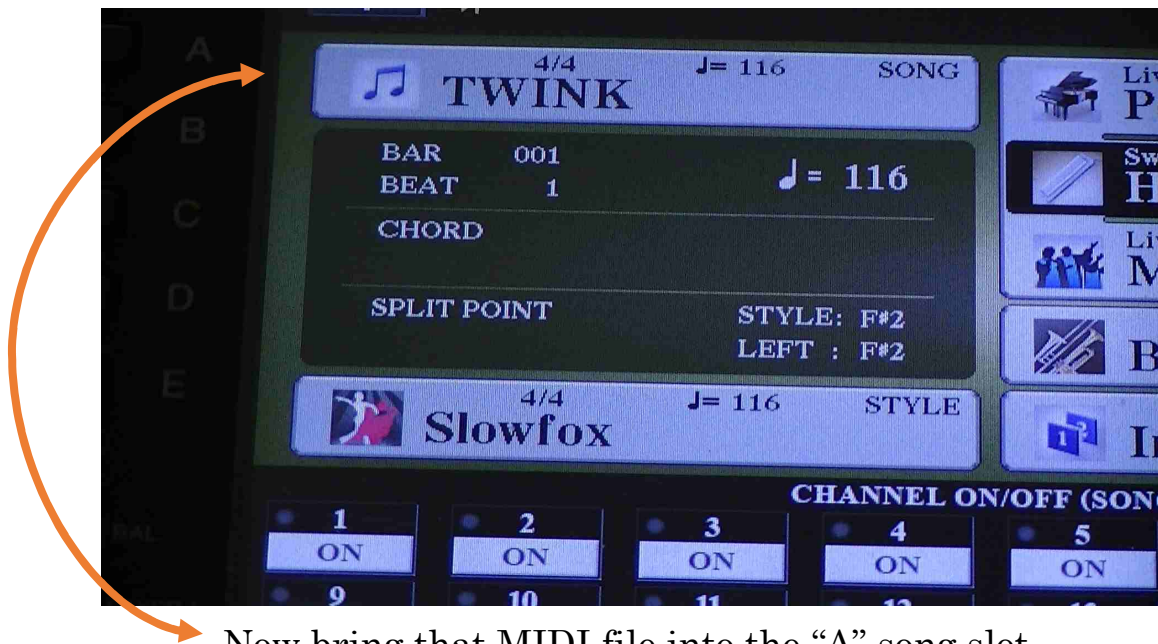 A
4/4 ♩= 116 SONG
TWINK
B
BAR 001
BEAT 1
♩= 116
C
CHORD
D
SPLIT POINT
STYLE: F#2
LEFT : F#2
E
4/4 ♩= 116 STYLE
Slowfox
CHANNEL ON/OFF (SONG
1 2 3 4 5
ON ON ON ON ON
9 10 11 12
Now bring that MIDI file into the “A” song slot